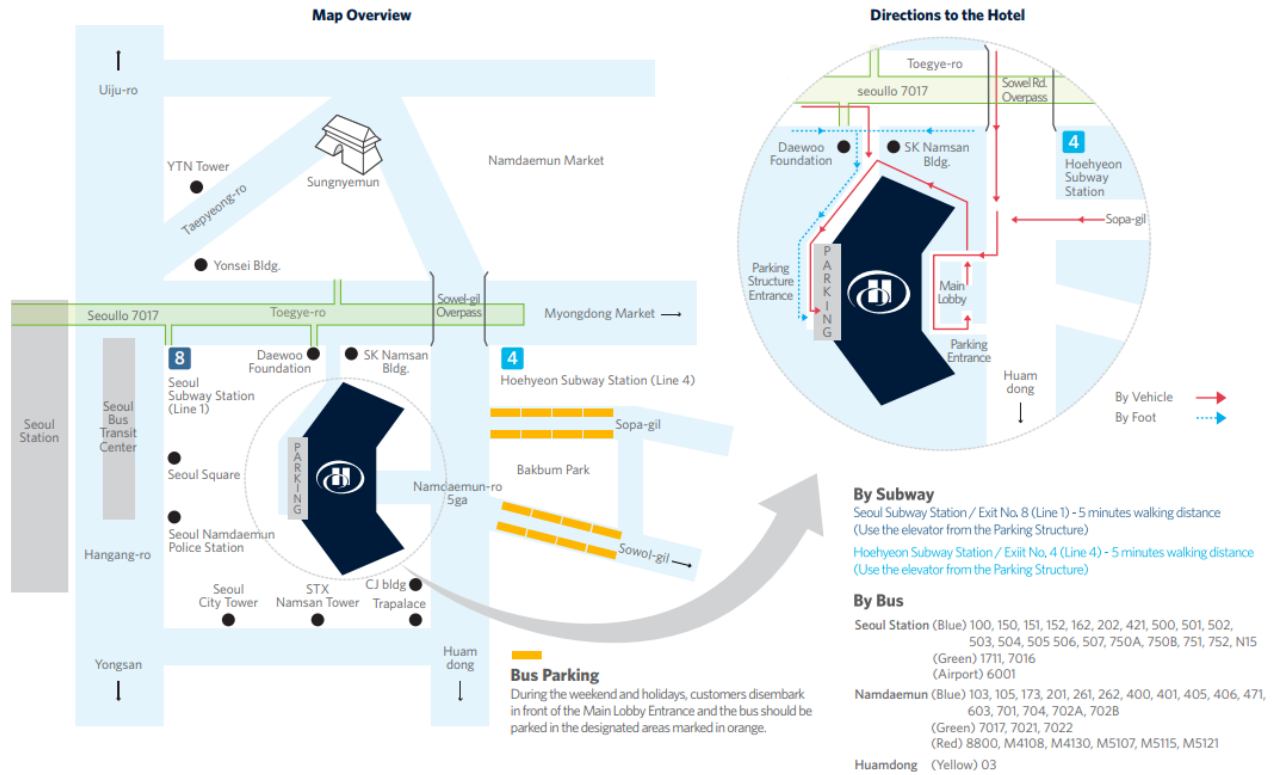 Map Overview
Uiju-ro
YTN Tower
Taepyeong-ro
Sungnyemun
Namdaemun Market
Yonsei Bldg.
Seoullo 7017
Toegye-ro
Sowel-gil
Overpass
Myongdong Market
8
Seoul
Subway Station
(Line 1)
Daewoo
Foundation
SK Namsan
Bldg.
4
Hoehyeon Subway Station (Line 4)
Seoul
Station
Seoul
Bus
Transit
Center
Sopa-gil
Seoul Square
PARKING
H
Bakbum Park
Namdaemun-ro
5ga
Seoul Namdaemun
Police Station
Hangang-ro
Sowol-gil
Seoul
City Tower
STX
Namsan Tower
CJ bldg
Trapalace
Yongsan
Huam
dong
Bus Parking
During the weekend and holidays, customers disembark
in front of the Main Lobby Entrance and the bus should be
parked in the designated areas marked in orange.
Directions to the Hotel
Toegye-ro
seoullo 7017
Sowel Rd.
Overpass
Daewoo
Foundation
SK Namsan
Bldg.
4
Hoehyeon
Subway
Station
Sopa-gil
Parking
Structure
Entrance
PARKING
H
Main
Lobby
Parking
Entrance
Huam
dong
By Vehicle
By Foot
By Subway
Seoul Subway Station / Exit No. 8 (Line 1) - 5 minutes walking distance
(Use the elevator from the Parking Structure)
Hoehyeon Subway Station / Exiit No. 4 (Line 4) - 5 minutes walking distance
(Use the elevator from the Parking Structure)
By Bus
Seoul Station (Blue) 100, 150, 151, 152, 162, 202, 421, 500, 501, 502,
503, 504, 505 506, 507, 750A, 750B, 751, 752, N15
(Green) 1711, 7016
(Airport) 6001
Namdaemun (Blue) 103, 105, 173, 201, 261, 262, 400, 401, 405, 406, 471,
603, 701, 704, 702A, 702B
(Green) 7017, 7021, 7022
(Red) 8800, M4108, M4130, M5107, M5115, M5121
Huamdong (Yellow) 03